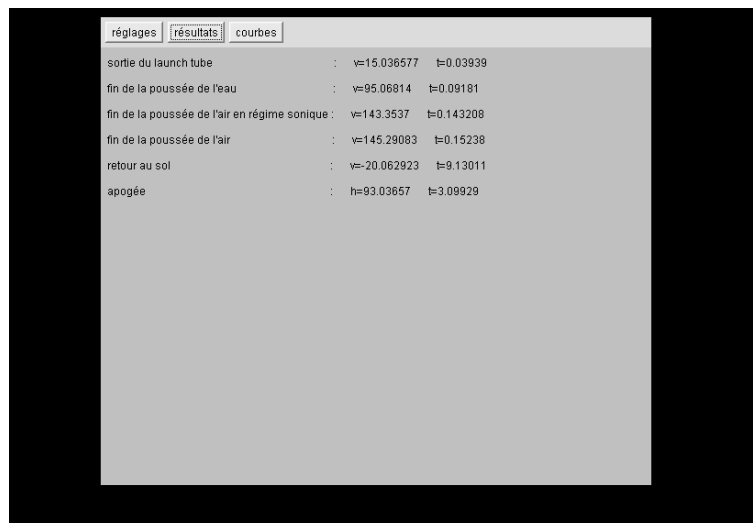 réglages résultats courbes
sortie du launch tube : v=15.036577 t=0.03939
fin de la poussée de l'eau : v=95.06814 t=0.09181
fin de la poussée de l'air en régime sonique : v=143.3537 t=0.143208
fin de la poussée de l'air : v=145.29083 t=0.15238
retour au sol : v=-20.062923 t=9.13011
apogée : h=93.03657 t=3.09929